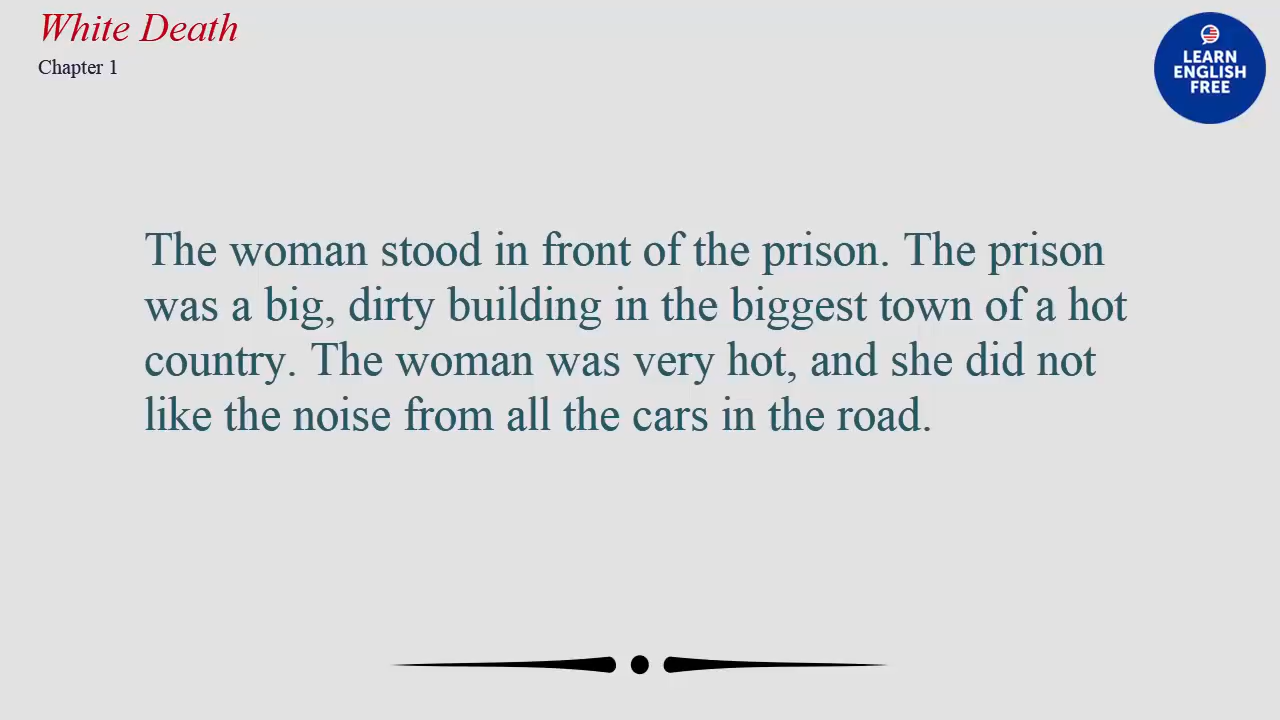 White Death
Chapter 1
LEARN
ENGLISH
FREE
The woman stood in front of the prison. The prison
was a big, dirty building in the biggest town of a hot
country. The woman was very hot, and she did not
like the noise from all the cars in the road.